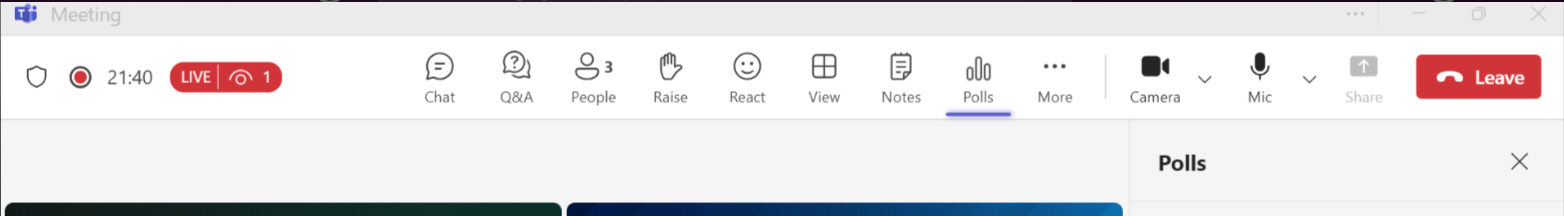 Meeting
21:40 LIVE 1 Chat Q&A People 3 Raise React View Notes Polls More Camera Mic Share Leave
Polls